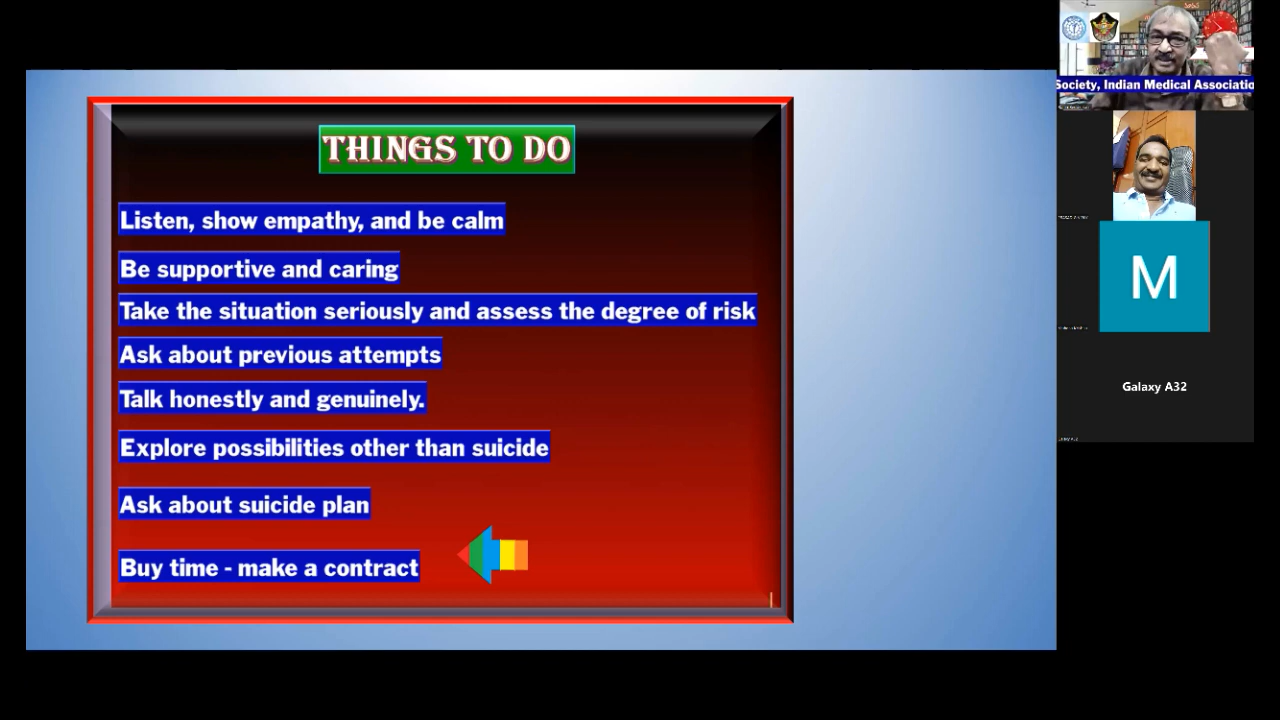 THINGS TO DO
Listen, show empathy, and be calm
Be supportive and caring
Take the situation seriously and assess the degree of risk
Ask about previous attempts
Talk honestly and genuinely.
Explore possibilities other than suicide
Ask about suicide plan
Buy time - make a contract
Society, Indian Medical Associatio
M
Galaxy A32